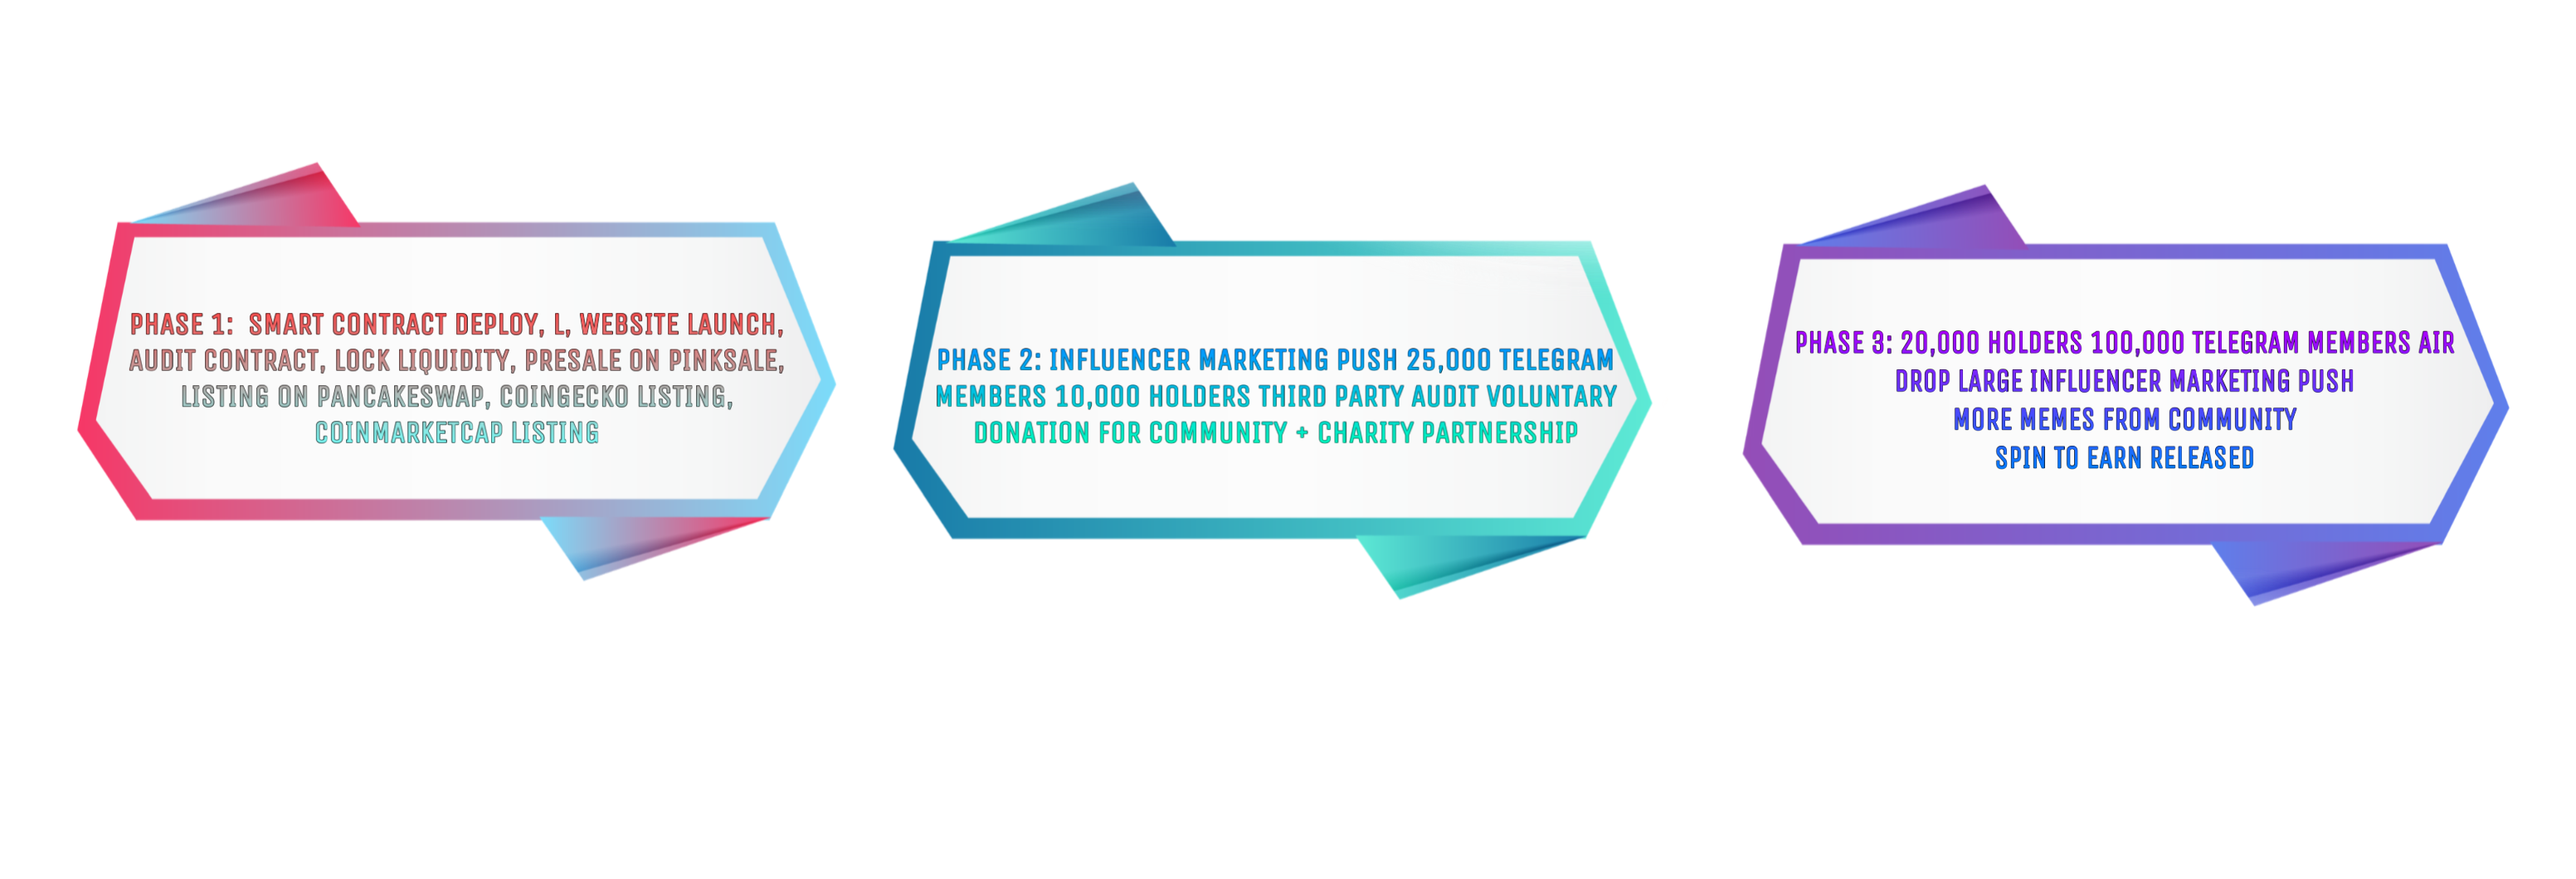 PHASE 1:  SMART CONTRACT DEPLOY, L, WEBSITE LAUNCH,
AUDIT CONTRACT, LOCK LIQUIDITY, PRESALE ON PINKSALE,
LISTING ON PANCAKESWAP, COINGECKO LISTING,
COINMARKETCAP LISTING
PHASE 2: INFLUENCER MARKETING PUSH 25,000 TELEGRAM
MEMBERS 10,000 HOLDERS THIRD PARTY AUDIT VOLUNTARY
DONATION FOR COMMUNITY + CHARITY PARTNERSHIP
PHASE 3: 20,000 HOLDERS 100,000 TELEGRAM MEMBERS AIR
DROP LARGE INFLUENCER MARKETING PUSH
MORE MEMES FROM COMMUNITY
SPIN TO EARN RELEASED